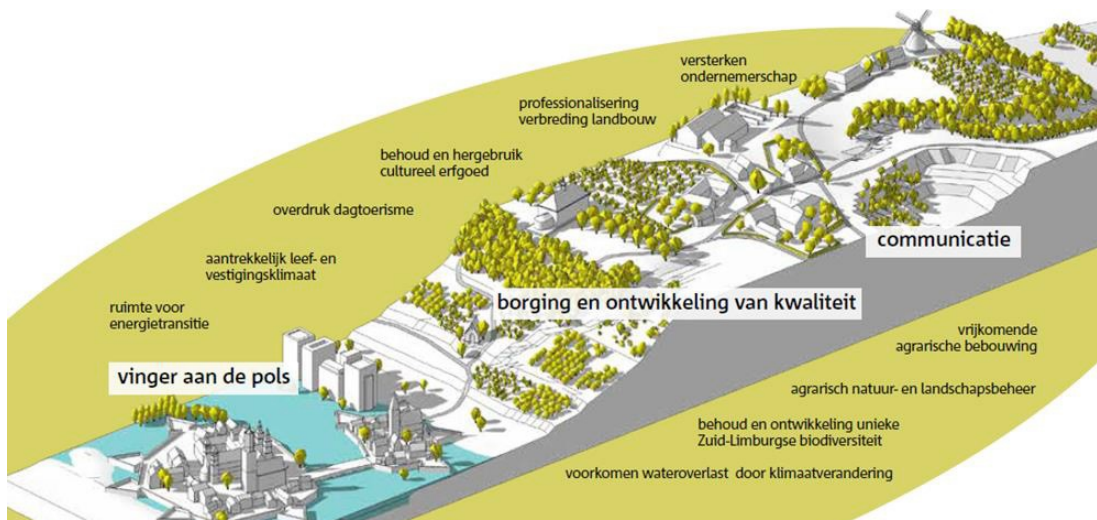 versterken
ondernemerschap
professionalisering
verbreding landbouw
behoud en hergebruik
cultureel erfgoed
overdruk dagtoerisme
aantrekkelijk leef- en
vestigingsklimaat
ruimte voor
energietransitie
communicatie
borging en ontwikkeling van kwaliteit
vinger aan de pols
vrijkomende
agrarische bebouwing
agrarisch natuur- en landschapsbeheer
behoud en ontwikkeling unieke
Zuid-Limburgse biodiversiteit
voorkomen wateroverlast door klimaatverandering